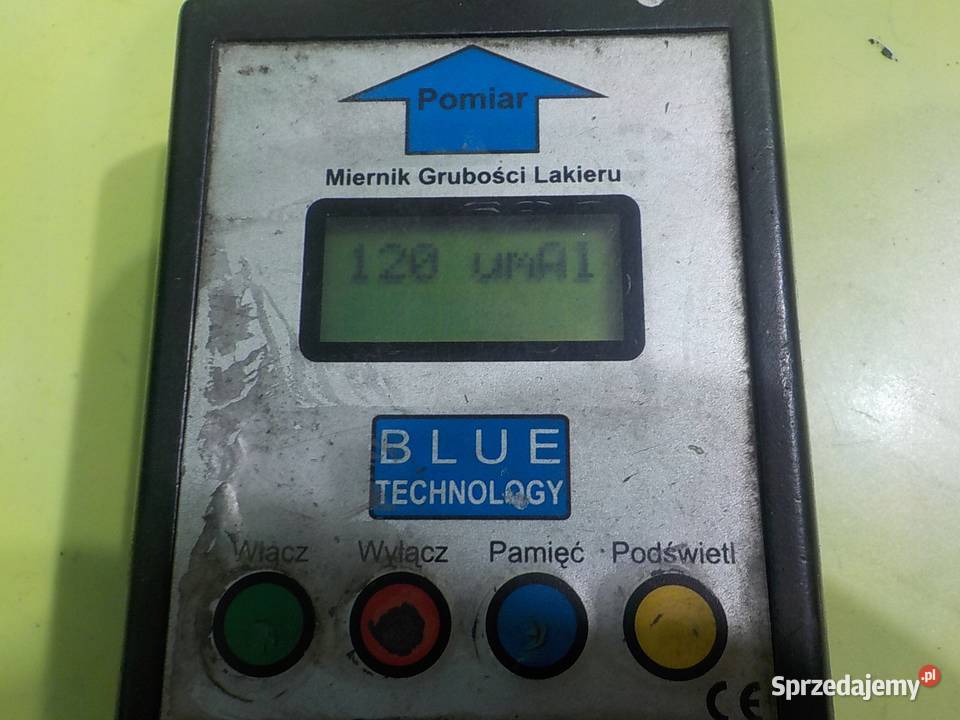 Pomiar
Miernik Grubości Lakieru
120 umAl
BLUE
TECHNOLOGY
Włącz Wyłącz Pamięć Podświetl
CE
Sprzedajemy.pl